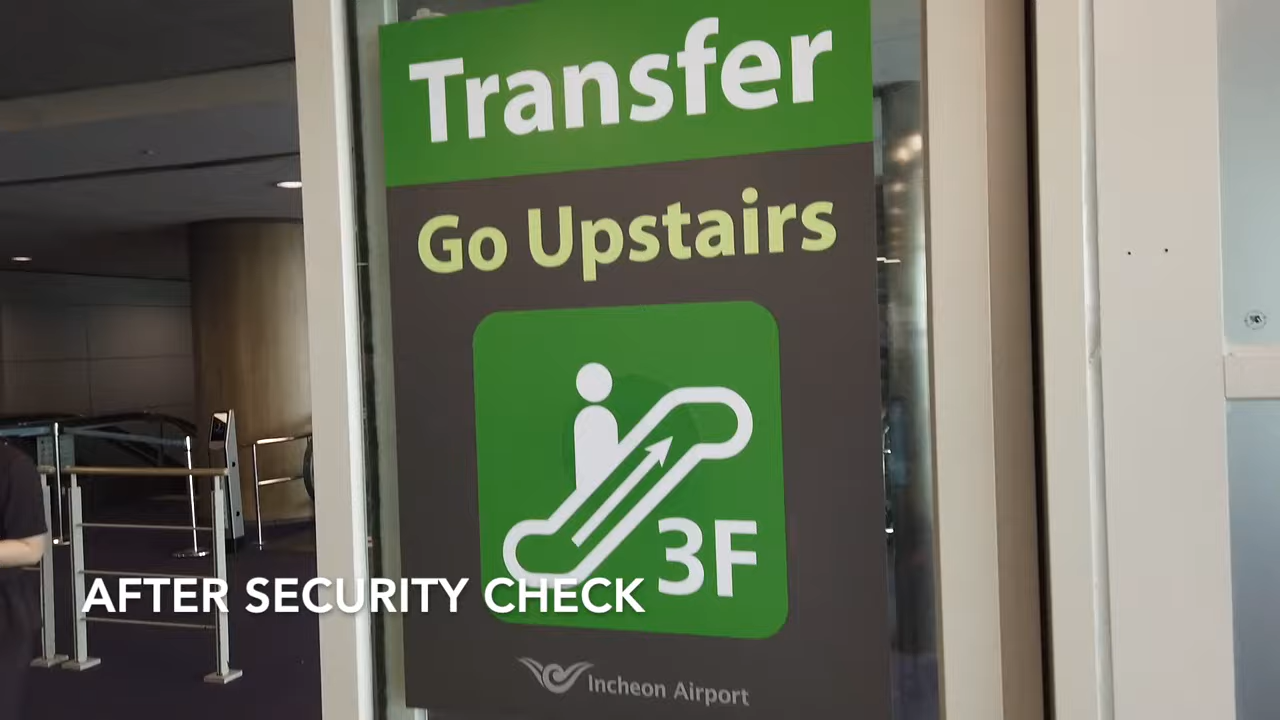 Transfer
Go Upstairs
3F
AFTER SECURITY CHECK
Incheon Airport